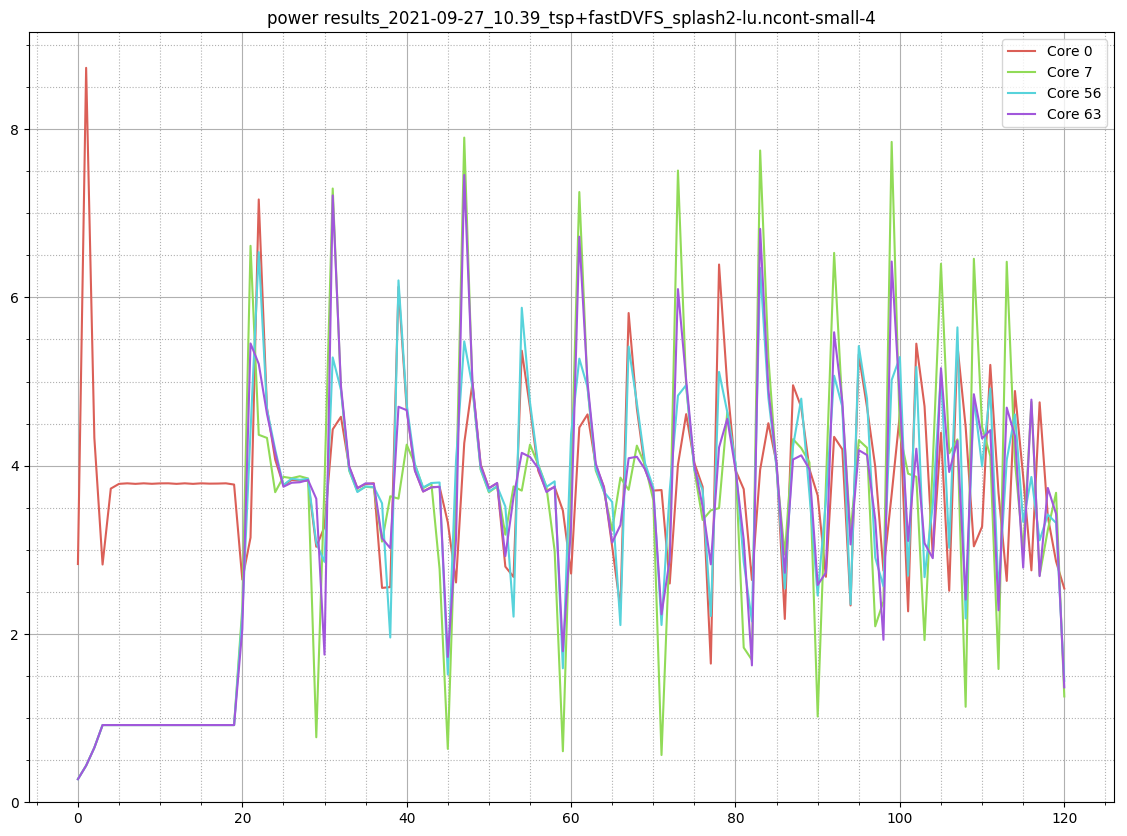 power results_2021-09-27_10.39_tsp+fastDVFS_splash2-lu.ncont-small-4
Core 0
Core 7
Core 56
Core 63
8
6
4
2
0
0 20 40 60 80 100 120